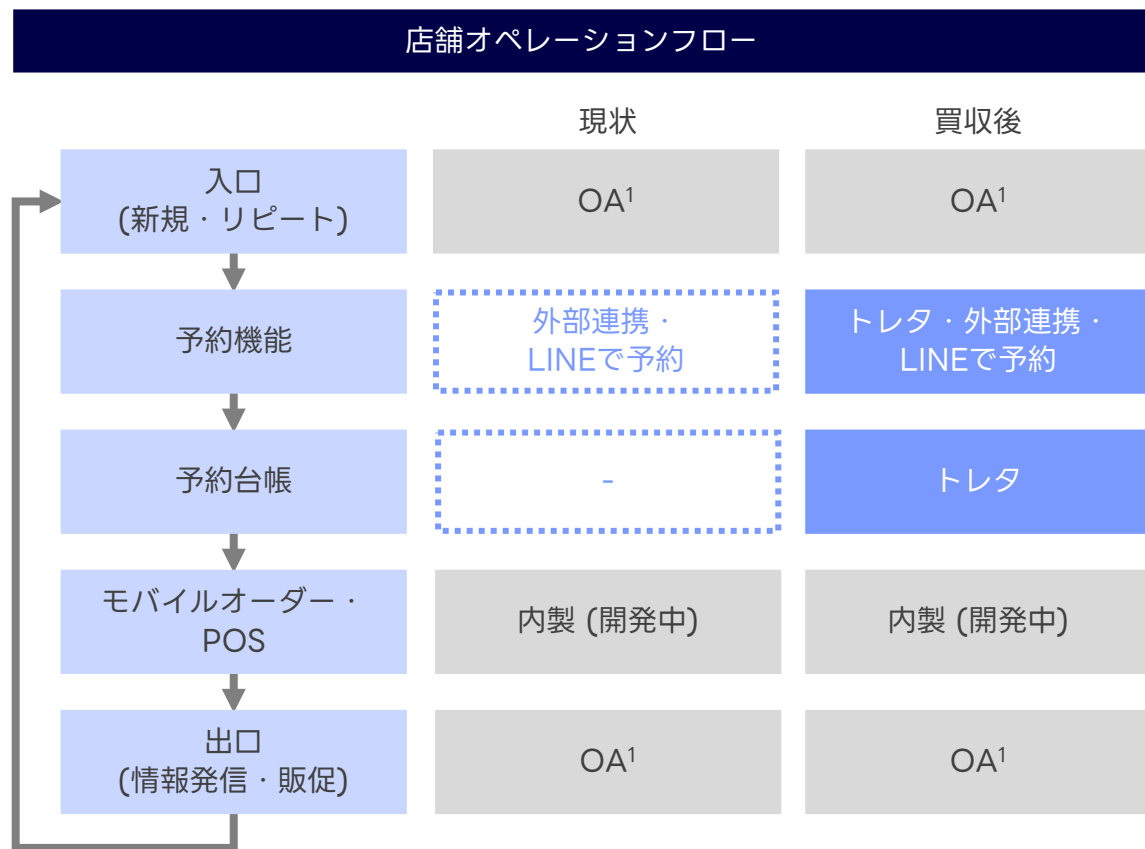 店舗オペレーションフロー
現状
買収後
入口
(新規・リピート)
OA¹
OA¹
予約機能
外部連携・
LINEで予約
トレタ・外部連携・
LINEで予約
予約台帳
-
トレタ
モバイルオーダー・
POS
内製 (開発中)
内製 (開発中)
出口
(情報発信・販促)
OA¹
OA¹